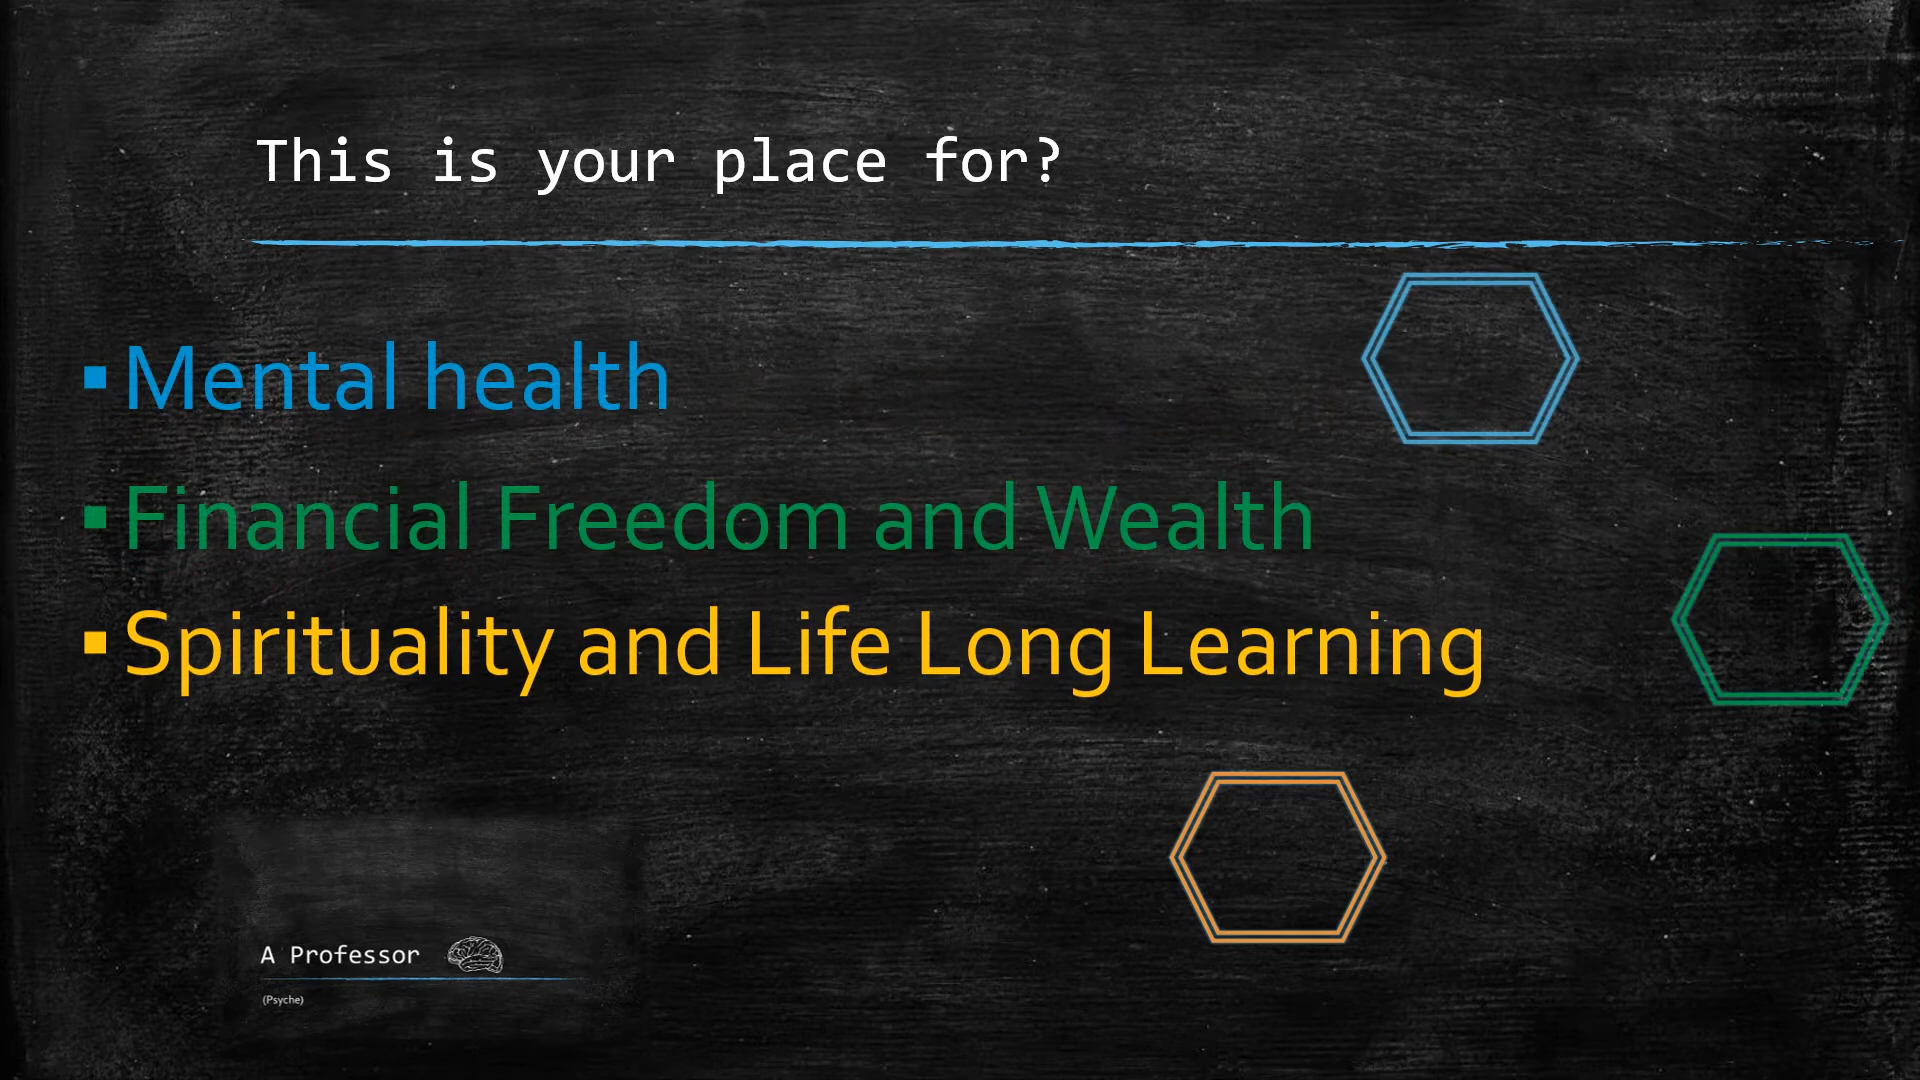 This is your place for?
▪ Mental health
▪ Financial Freedom and Wealth
▪ Spirituality and Life Long Learning
A Professor
(Psyche)